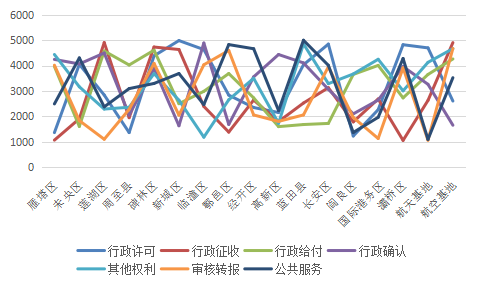 6000
5000
4000
3000
2000
1000
0
雁塔区
未央区
莲湖区
周至县
碑林区
新城区
临潼区
鄠邑区
经开区
高新区
蓝田县
长安区
阎良区
国际港务区
灞桥区
航天基地
航空基地
行政许可 行政征收 行政给付 行政确认
其他权利 审核转报 公共服务